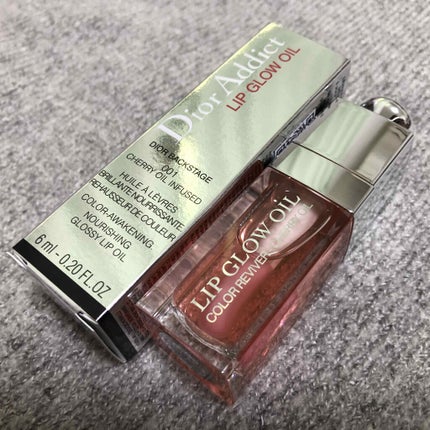 Dior Addict
LIP GLOW OIL
DIOR BACKSTAGE
001
CHERRY OIL INFUSED
HUILE À LÈVRES
BRILLANTE NOURRISSANTE
REHAUSSEUR DE COULEUR
COLOR-AWAKENING
NOURISHING
GLOSSY LIP OIL
6 ml - 0.20 FL.OZ
LIP GLOW OIL
COLOR REVIVER
OIL